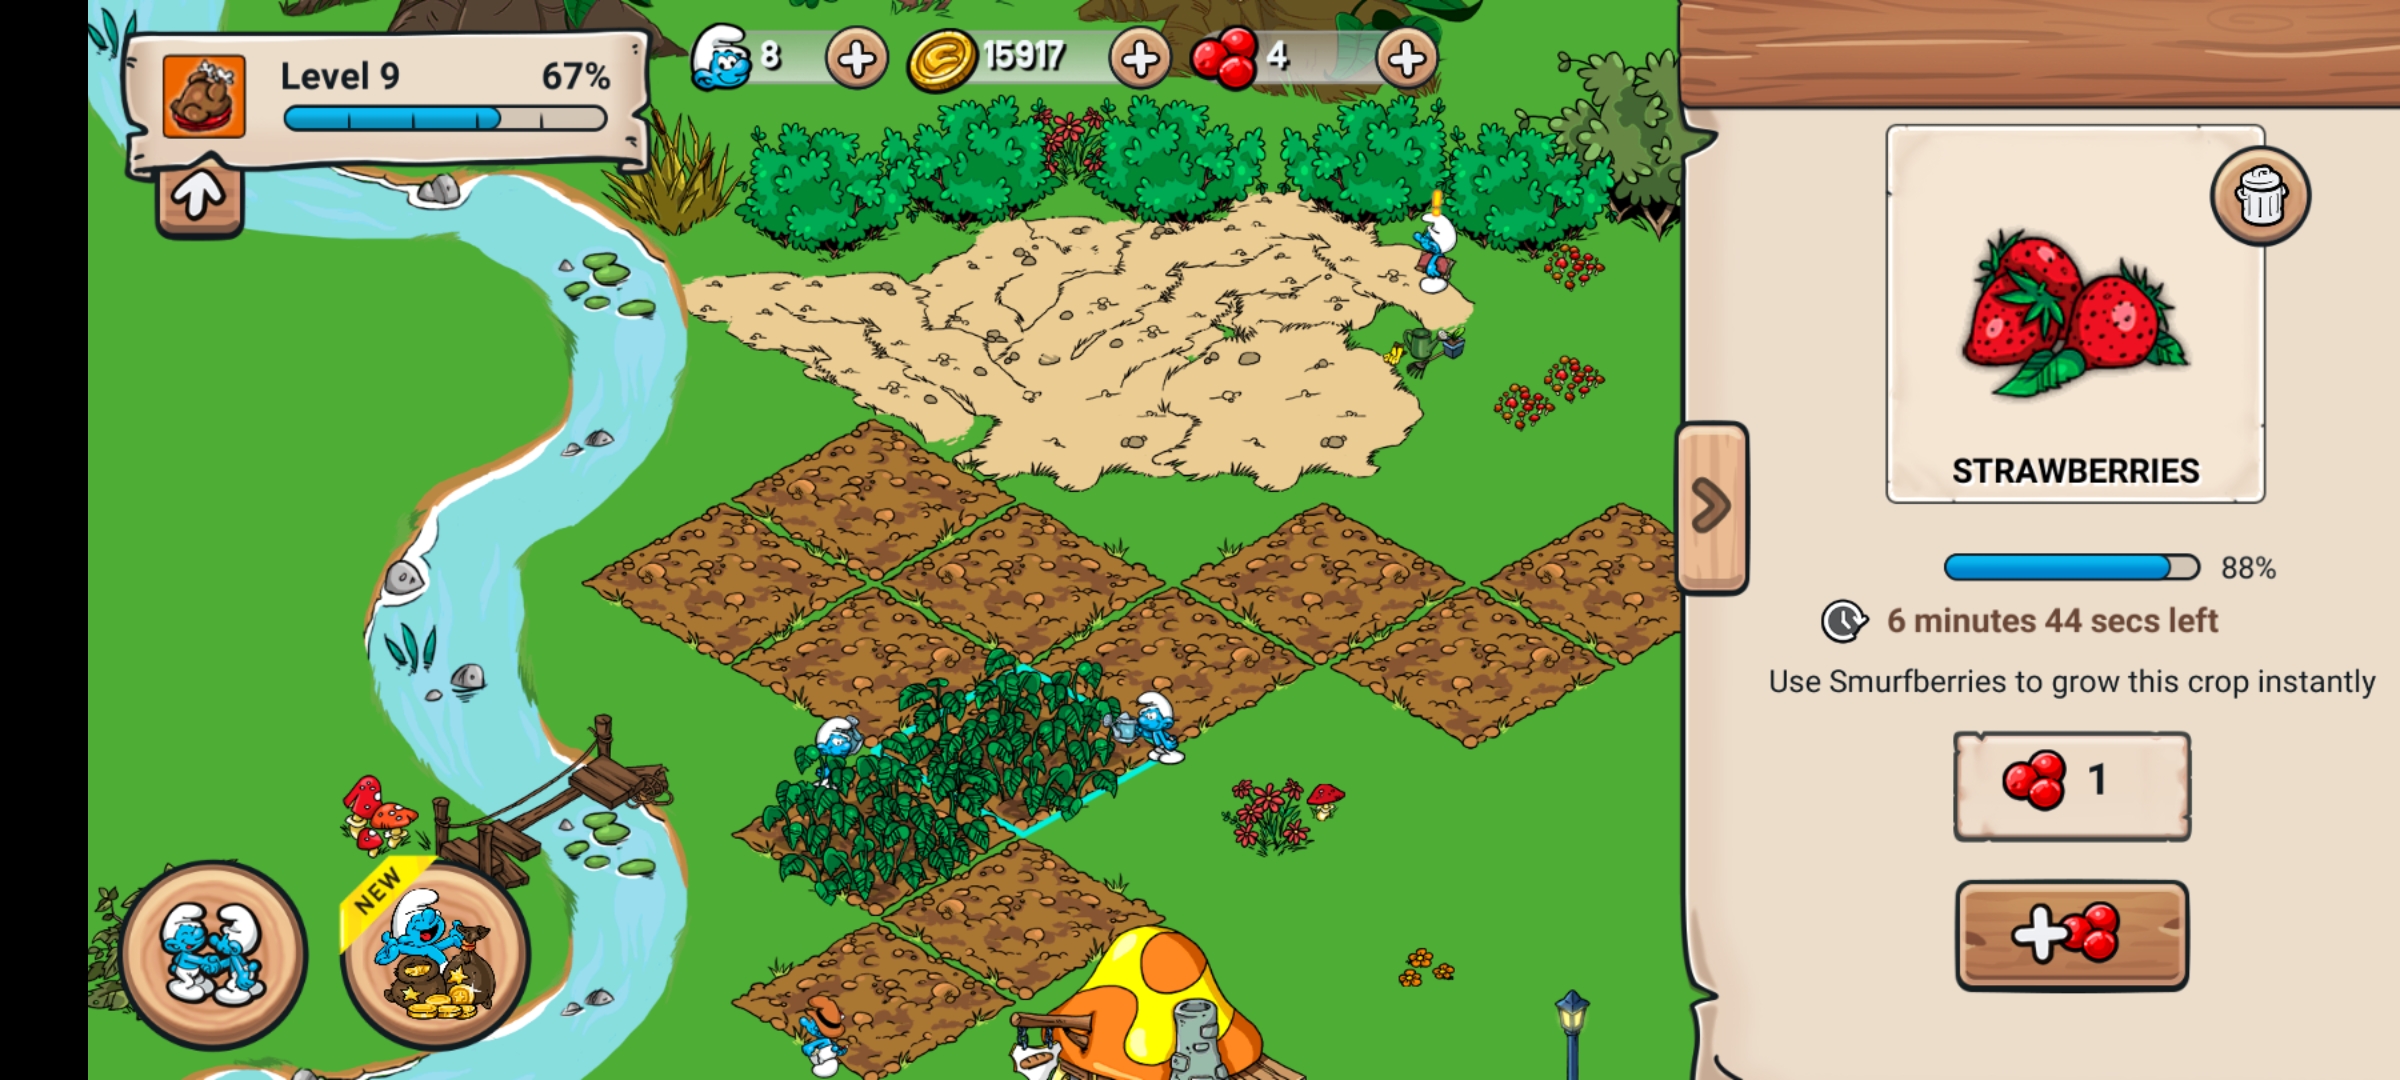 Level 9 67%
8 15917 4
STRAWBERRIES
88%
6 minutes 44 secs left
Use Smurfberries to grow this crop instantly
1
NEW